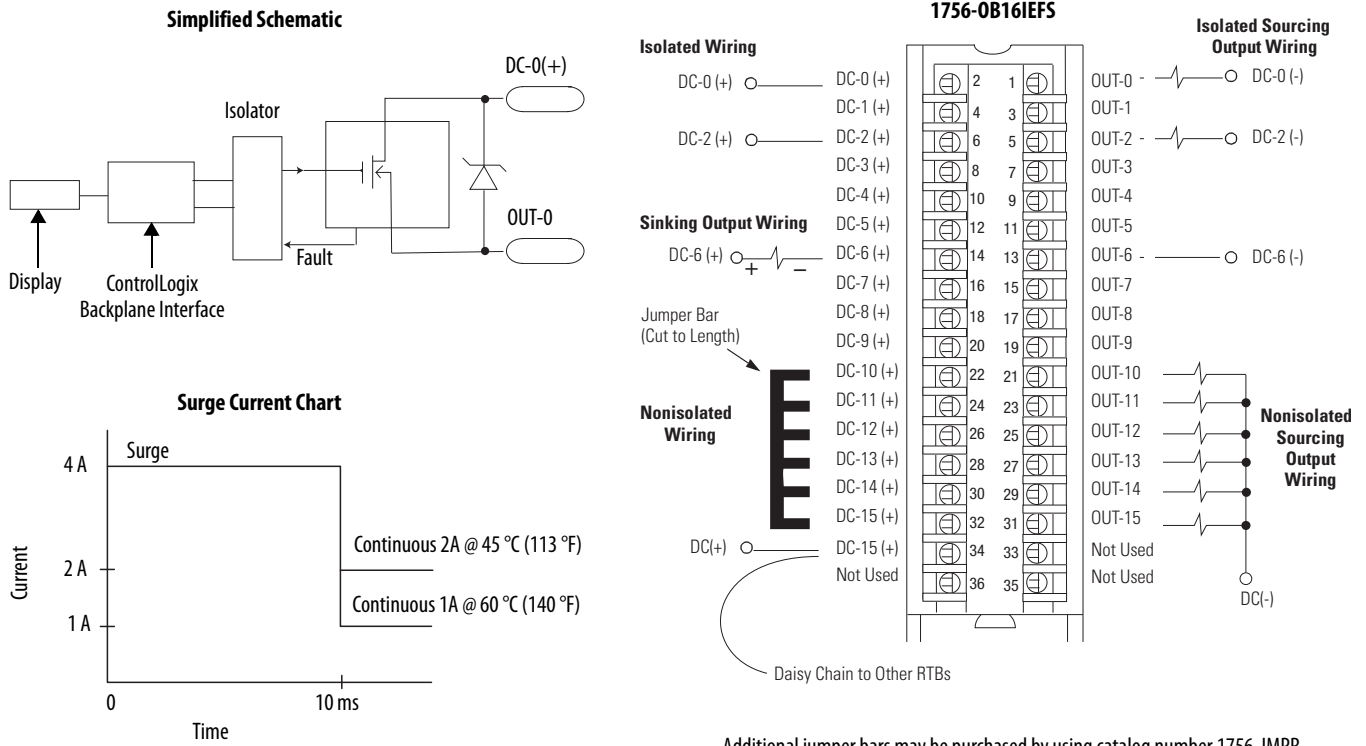 Simplified Schematic
DC-0(+)
Isolator
OUT-0
Fault
Display
ControlLogix
Backplane Interface
Surge Current Chart
Surge
4 A
2 A
1 A
Continuous 2A @ 45 °C (113 °F)
Continuous 1A @ 60 °C (140 °F)
Current
0
10 ms
Time
1756-OB16IEFS
Isolated Wiring
Isolated Sourcing
Output Wiring
DC-0 (+) DC-0 (+) 2 1 OUT-0 DC-0 (-)
DC-1 (+) 4 3 OUT-1
DC-2 (+) DC-2 (+) 6 5 OUT-2 DC-2 (-)
DC-3 (+) 8 7 OUT-3
DC-4 (+) 10 9 OUT-4
Sinking Output Wiring
DC-5 (+) 12 11 OUT-5
DC-6 (+) + – DC-6 (+) 14 13 OUT-6 DC-6 (-)
DC-7 (+) 16 15 OUT-7
Jumper Bar
(Cut to Length)
DC-8 (+) 18 17 OUT-8
DC-9 (+) 20 19 OUT-9
DC-10 (+) 22 21 OUT-10
DC-11 (+) 24 23 OUT-11
Nonisolated
Wiring
DC-12 (+) 26 25 OUT-12
DC-13 (+) 28 27 OUT-13
DC-14 (+) 30 29 OUT-14
DC-15 (+) 32 31 OUT-15
Nonisolated
Sourcing
Output
Wiring
DC(+) DC-15 (+) 34 33 Not Used
Not Used 36 35 Not Used
DC(-)
Daisy Chain to Other RTBs